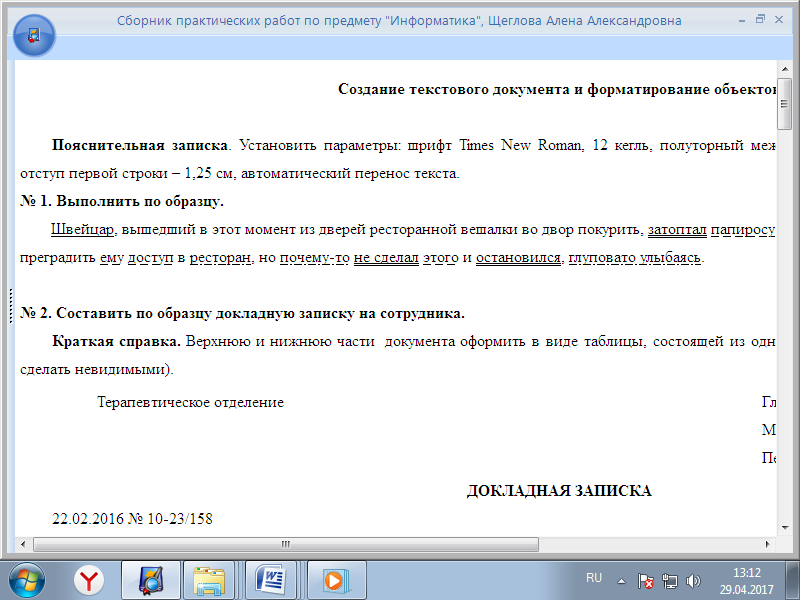 Сборник практических работ по предмету "Информатика", Щеглова Алена Александровна
Создание текстового документа и форматирование объектов
Пояснительная записка. Установить параметры: шрифт Times New Roman, 12 кегль, полуторный меж
отступ первой строки – 1,25 см, автоматический перенос текста.
№ 1. Выполнить по образцу.
Швейцар, вышедший в этот момент из дверей ресторанной вешалки во двор покурить, затоптал папиросу
преградить ему доступ в ресторан, но почему-то не сделал этого и остановился, глуповато улыбаясь.
№ 2. Составить по образцу докладную записку на сотрудника.
Краткая справка. Верхнюю и нижнюю части документа оформить в виде таблицы, состоящей из одн
сделать невидимыми).
Терапевтическое отделение
Гл
М
Пе
ДОКЛАДНАЯ ЗАПИСКА
22.02.2016 № 10-23/158
RU
13:12
29.04.2017